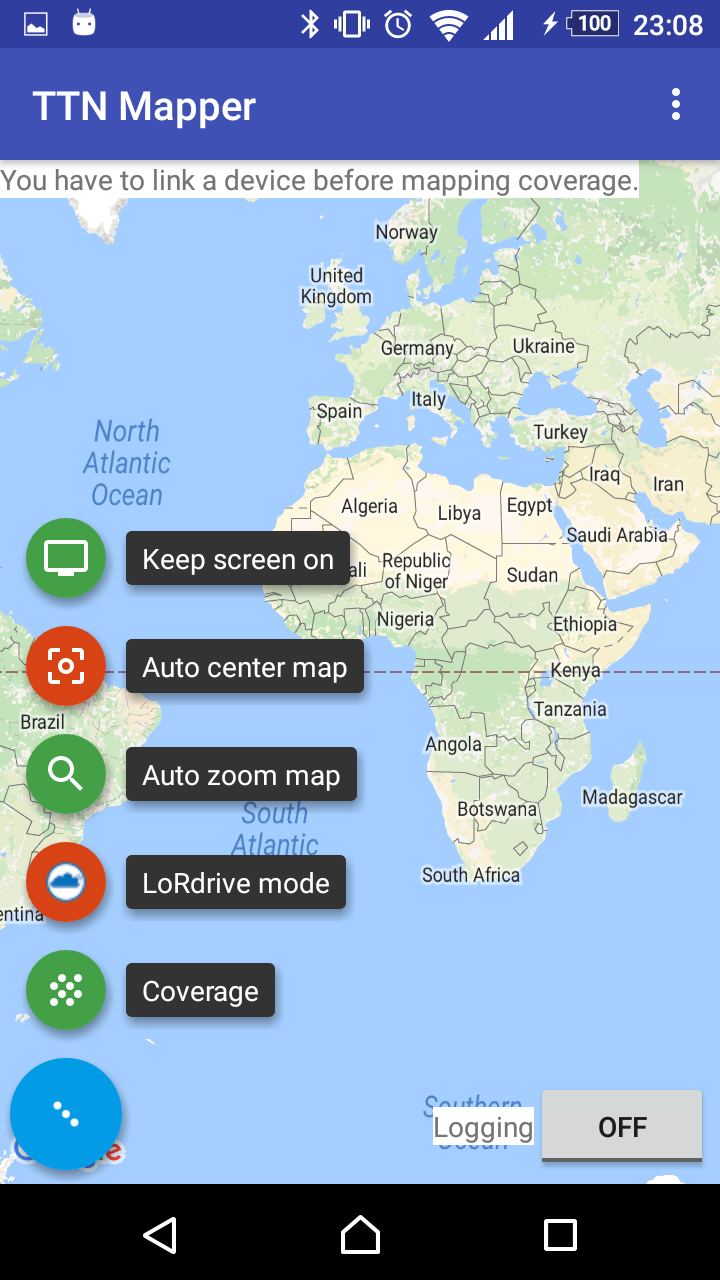 100 23:08
TTN Mapper
You have to link a device before mapping coverage.
Norway
United
Kingdom
Germany
Ukraine
Italy
Spain
Turkey
North
Atlantic
Ocean
Iraq
Iran
Algeria
Libya
Egypt
Saudi Arabia
Keep screen on
ali
Republic
of Niger
Sudan
Nigeria
Ethiopia
Auto center map
Kenya
Tanzania
Brazil
Angola
Auto zoom map
Madagascar
Botswana
South
Atlantic
South Africa
LoRdrive mode
entina
Coverage
Southern
Ocean
Logging
OFF